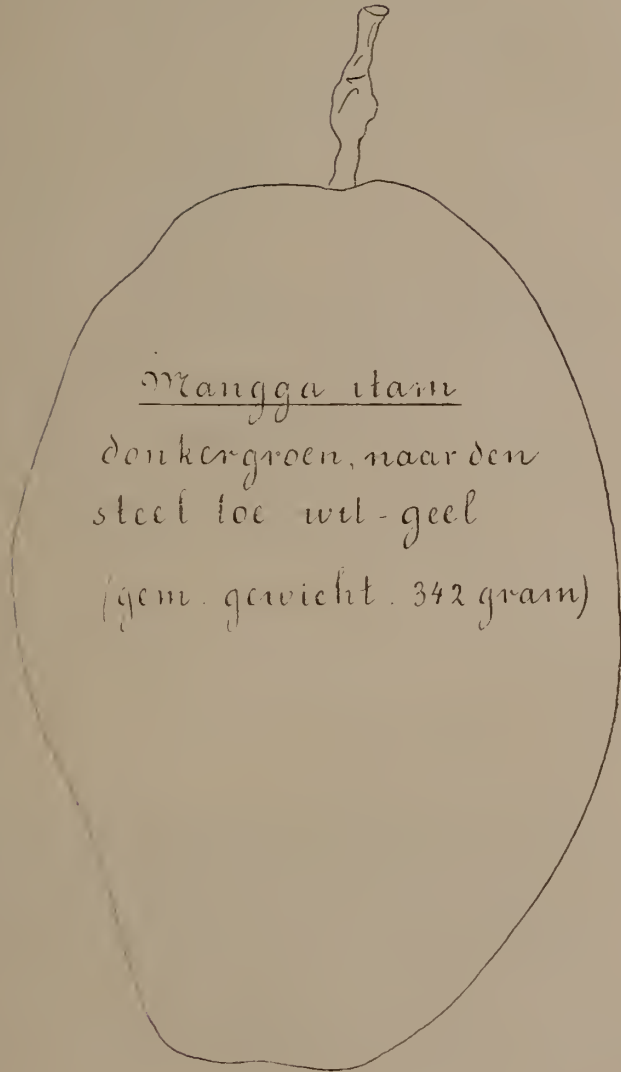 Mangga itam
donkergroen, naar den
steel toe wit-geel
(gem. gewicht. 342 gram)